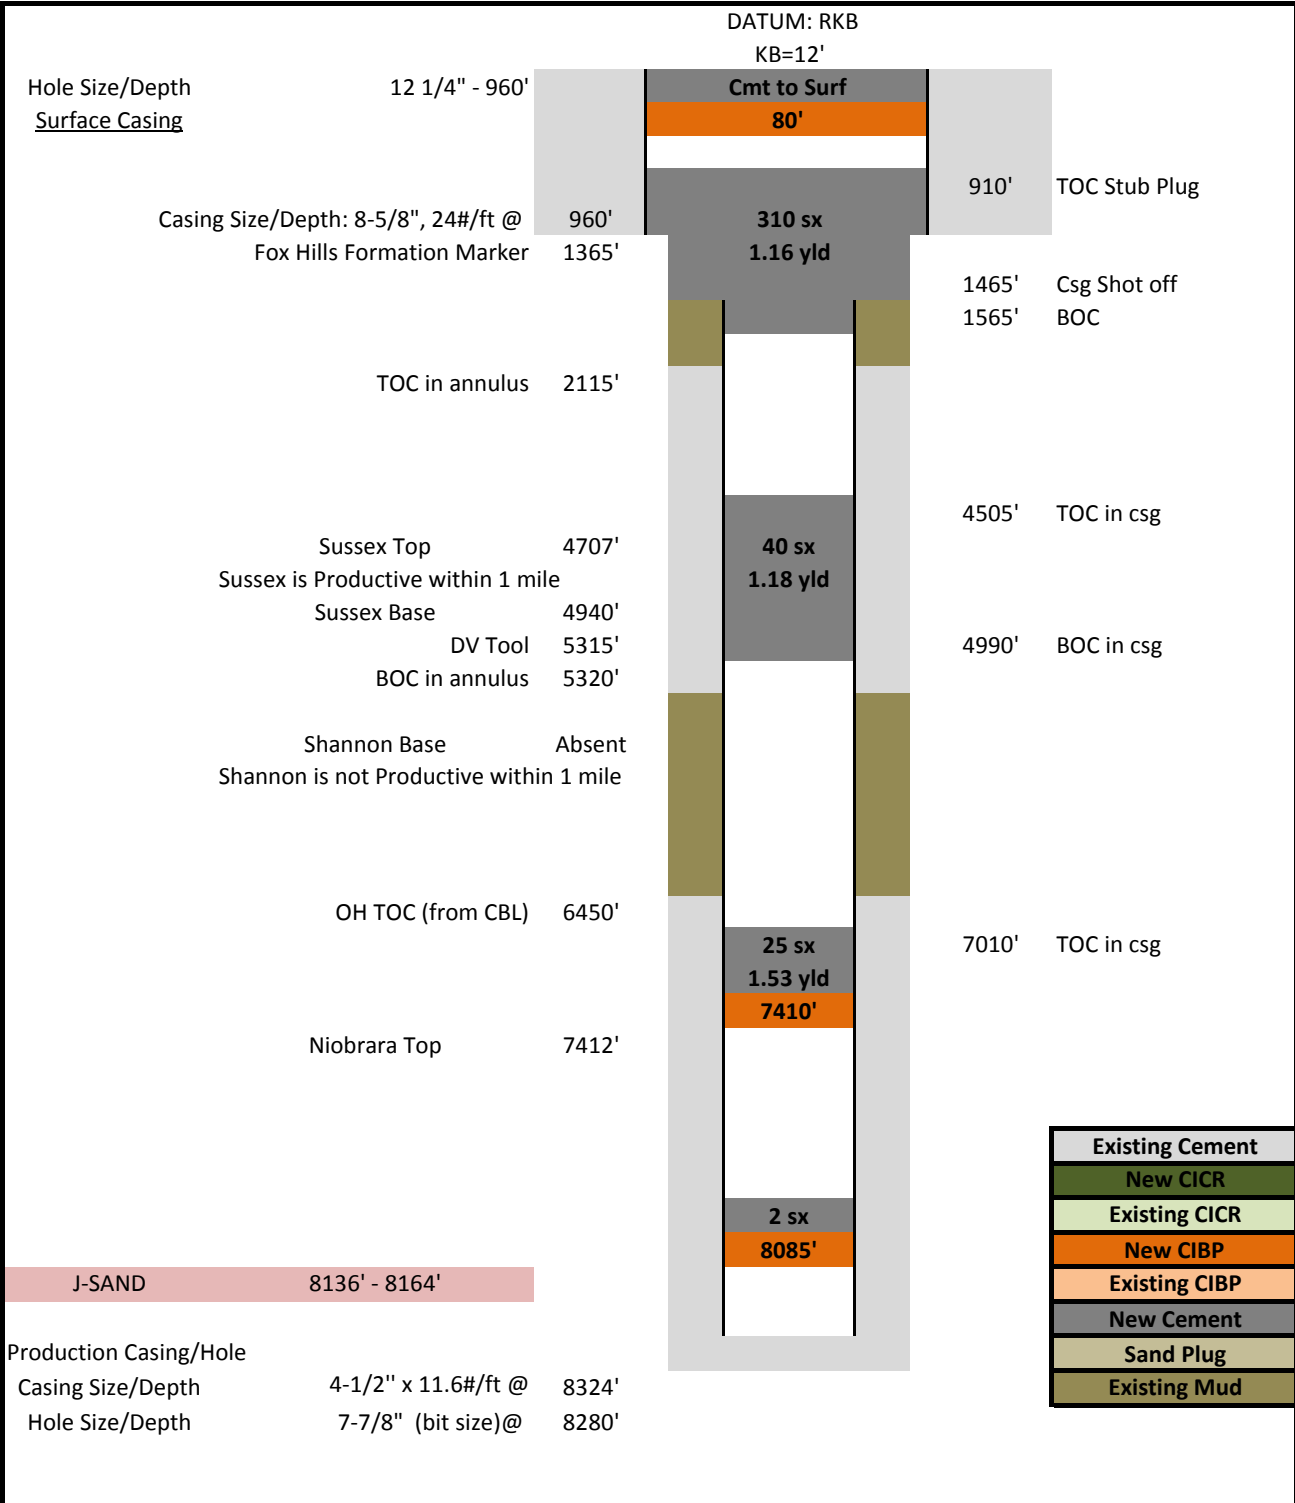 DATUM: RKB
KB=12'
Hole Size/Depth 12 1/4" - 960' Cmt to Surf
Surface Casing 80'
910' TOC Stub Plug
Casing Size/Depth: 8-5/8", 24#/ft @ 960' 310 sx
Fox Hills Formation Marker 1365' 1.16 yld
1465' Csg Shot off
1565' BOC
TOC in annulus 2115'
4505' TOC in csg
Sussex Top 4707' 40 sx
Sussex is Productive within 1 mile 1.18 yld
Sussex Base 4940'
DV Tool 5315' 4990' BOC in csg
BOC in annulus 5320'
Shannon Base Absent
Shannon is not Productive within 1 mile
OH TOC (from CBL) 6450'
25 sx 7010' TOC in csg
1.53 yld
7410'
Niobrara Top 7412'
Existing Cement
New CICR
2 sx Existing CICR
8085' New CIBP
J-SAND 8136' - 8164' Existing CIBP
New Cement
Production Casing/Hole Sand Plug
Casing Size/Depth 4-1/2'' x 11.6#/ft @ 8324' Existing Mud
Hole Size/Depth 7-7/8" (bit size)@ 8280'